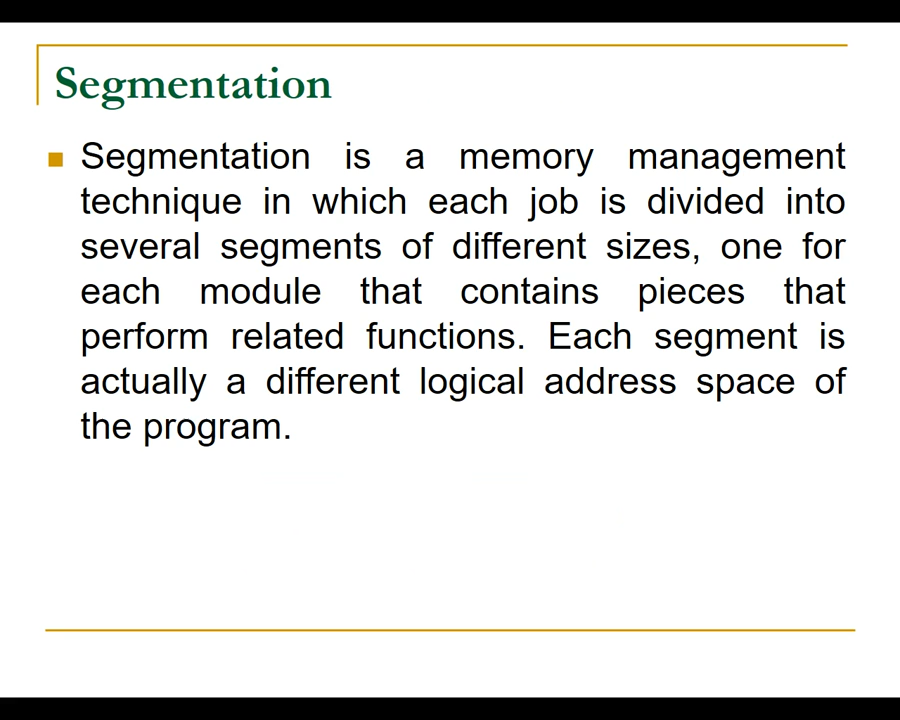 Segmentation
Segmentation is a memory management
technique in which each job is divided into
several segments of different sizes, one for
each module that contains pieces that
perform related functions. Each segment is
actually a different logical address space of
the program.